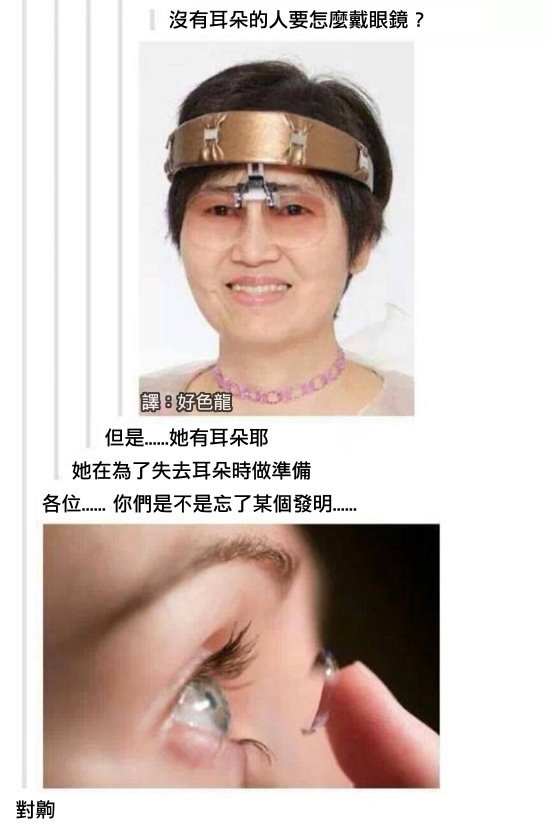 沒有耳朵的人要怎麼戴眼鏡？
譯：好色龍
但是......她有耳朵耶
她在為了失去耳朵時做準備
各位...... 你們是不是忘了某個發明......
對齁